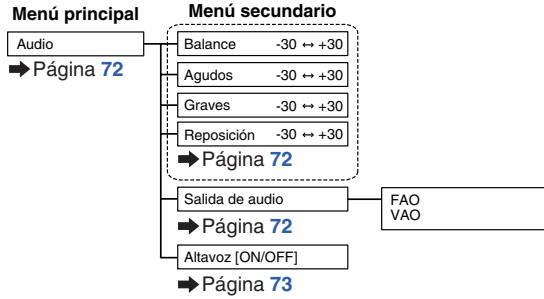 Menú principal
Menú secundario
Audio
➡ Página 72
Balance -30 ↔ +30
Agudos -30 ↔ +30
Graves -30 ↔ +30
Reposición -30 ↔ +30
➡ Página 72
Salida de audio
➡ Página 72
FAO
VAO
Altavoz [ON/OFF]
➡ Página 73